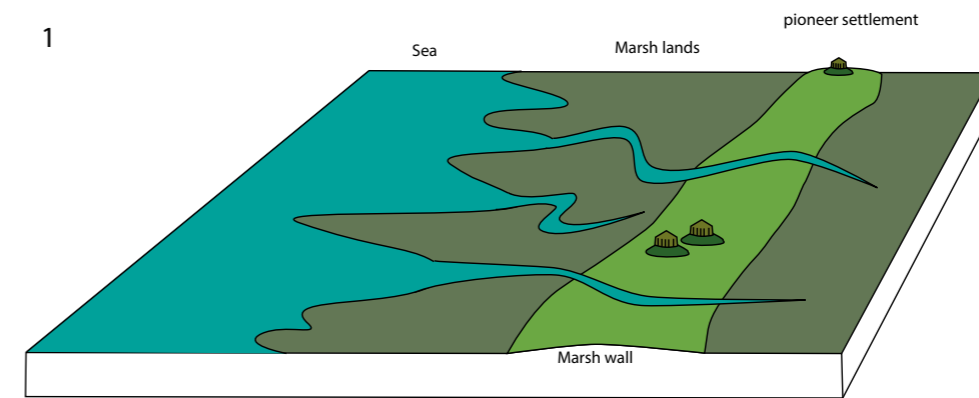 1
Sea
Marsh lands
pioneer settlement
Marsh wall